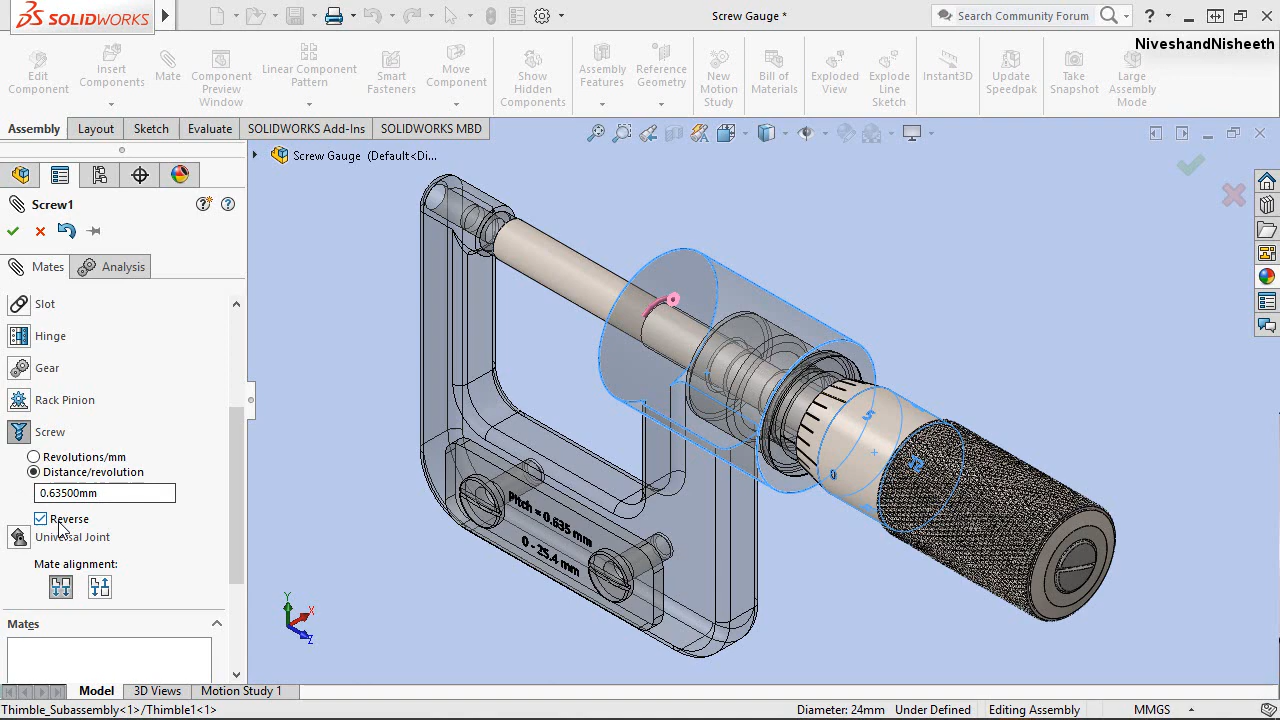 SOLIDWORKS
Screw Gauge *
Search Community Forum
?
NiveshandNisheeth
Edit Component
Insert Components
Mate
Component Preview Window
Linear Component Pattern
Smart Fasteners
Move Component
Show Hidden Components
Assembly Features
Reference Geometry
New Motion Study
Bill of Materials
Exploded View
Explode Line Sketch
Instant3D
Update Speedpak
Take Snapshot
Large Assembly Mode
Assembly
Layout
Sketch
Evaluate
SOLIDWORKS Add-Ins
SOLIDWORKS MBD
Screw Gauge (Default<Di...
Screw1
Mates
Analysis
Slot
Hinge
Gear
Rack Pinion
Screw
Revolutions/mm
Distance/revolution
0.63500mm
Reverse
Universal Joint
Mate alignment:
Mates
Pitch = 0.635 mm
0 - 25.4 mm
5
0
Y
X
Z
Model
3D Views
Motion Study 1
Thimble_Subassembly<1>/Thimble1<1>
Diameter: 24mm
Under Defined
Editing Assembly
MMGS